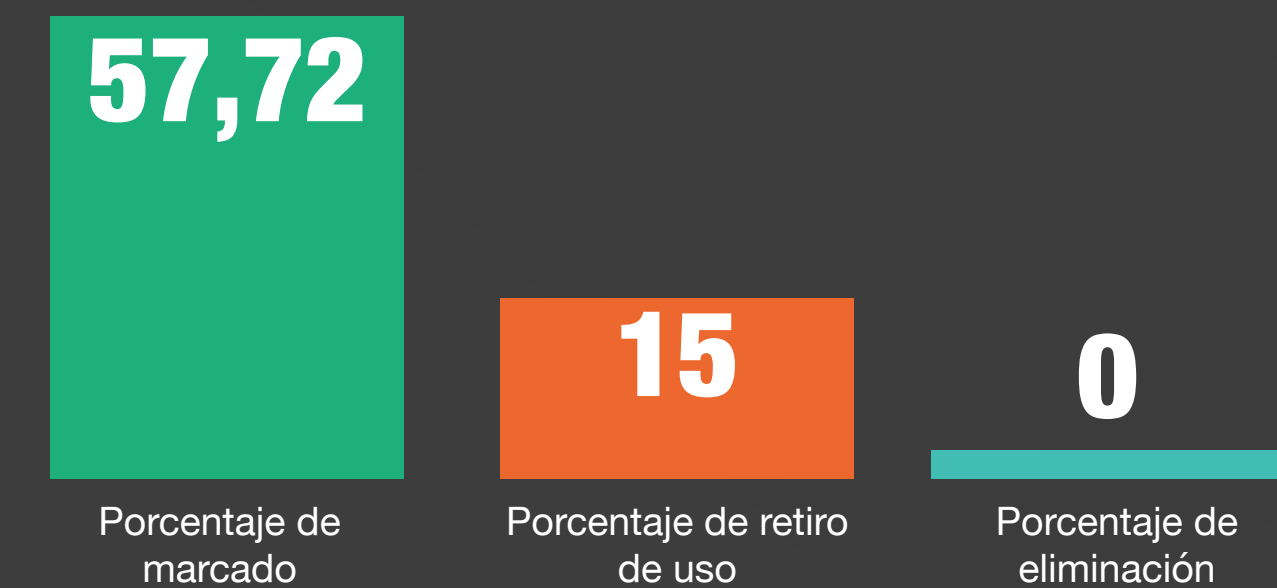 57,72
15
0
Porcentaje de
marcado
Porcentaje de retiro
de uso
Porcentaje de
eliminación